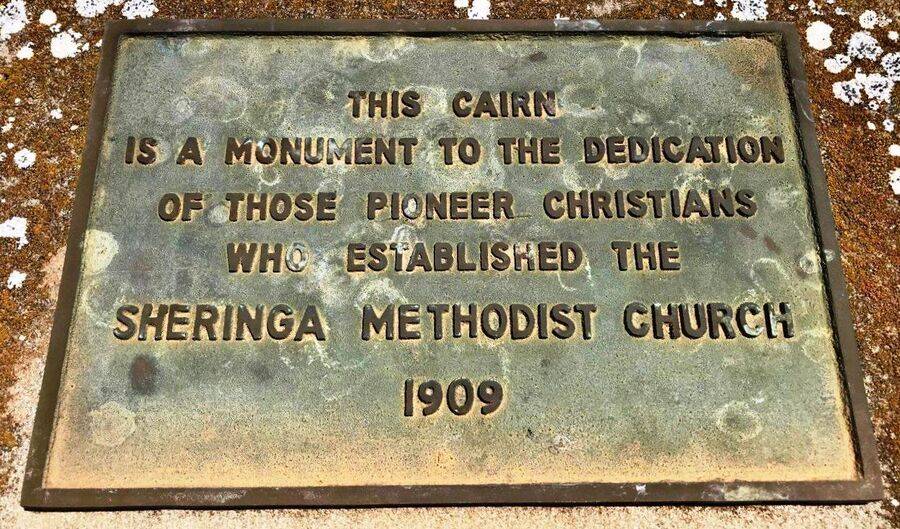 THIS CAIRN
IS A MONUMENT TO THE DEDICATION
OF THOSE PIONEER CHRISTIANS
WHO ESTABLISHED THE
SHERINGA METHODIST CHURCH
1909